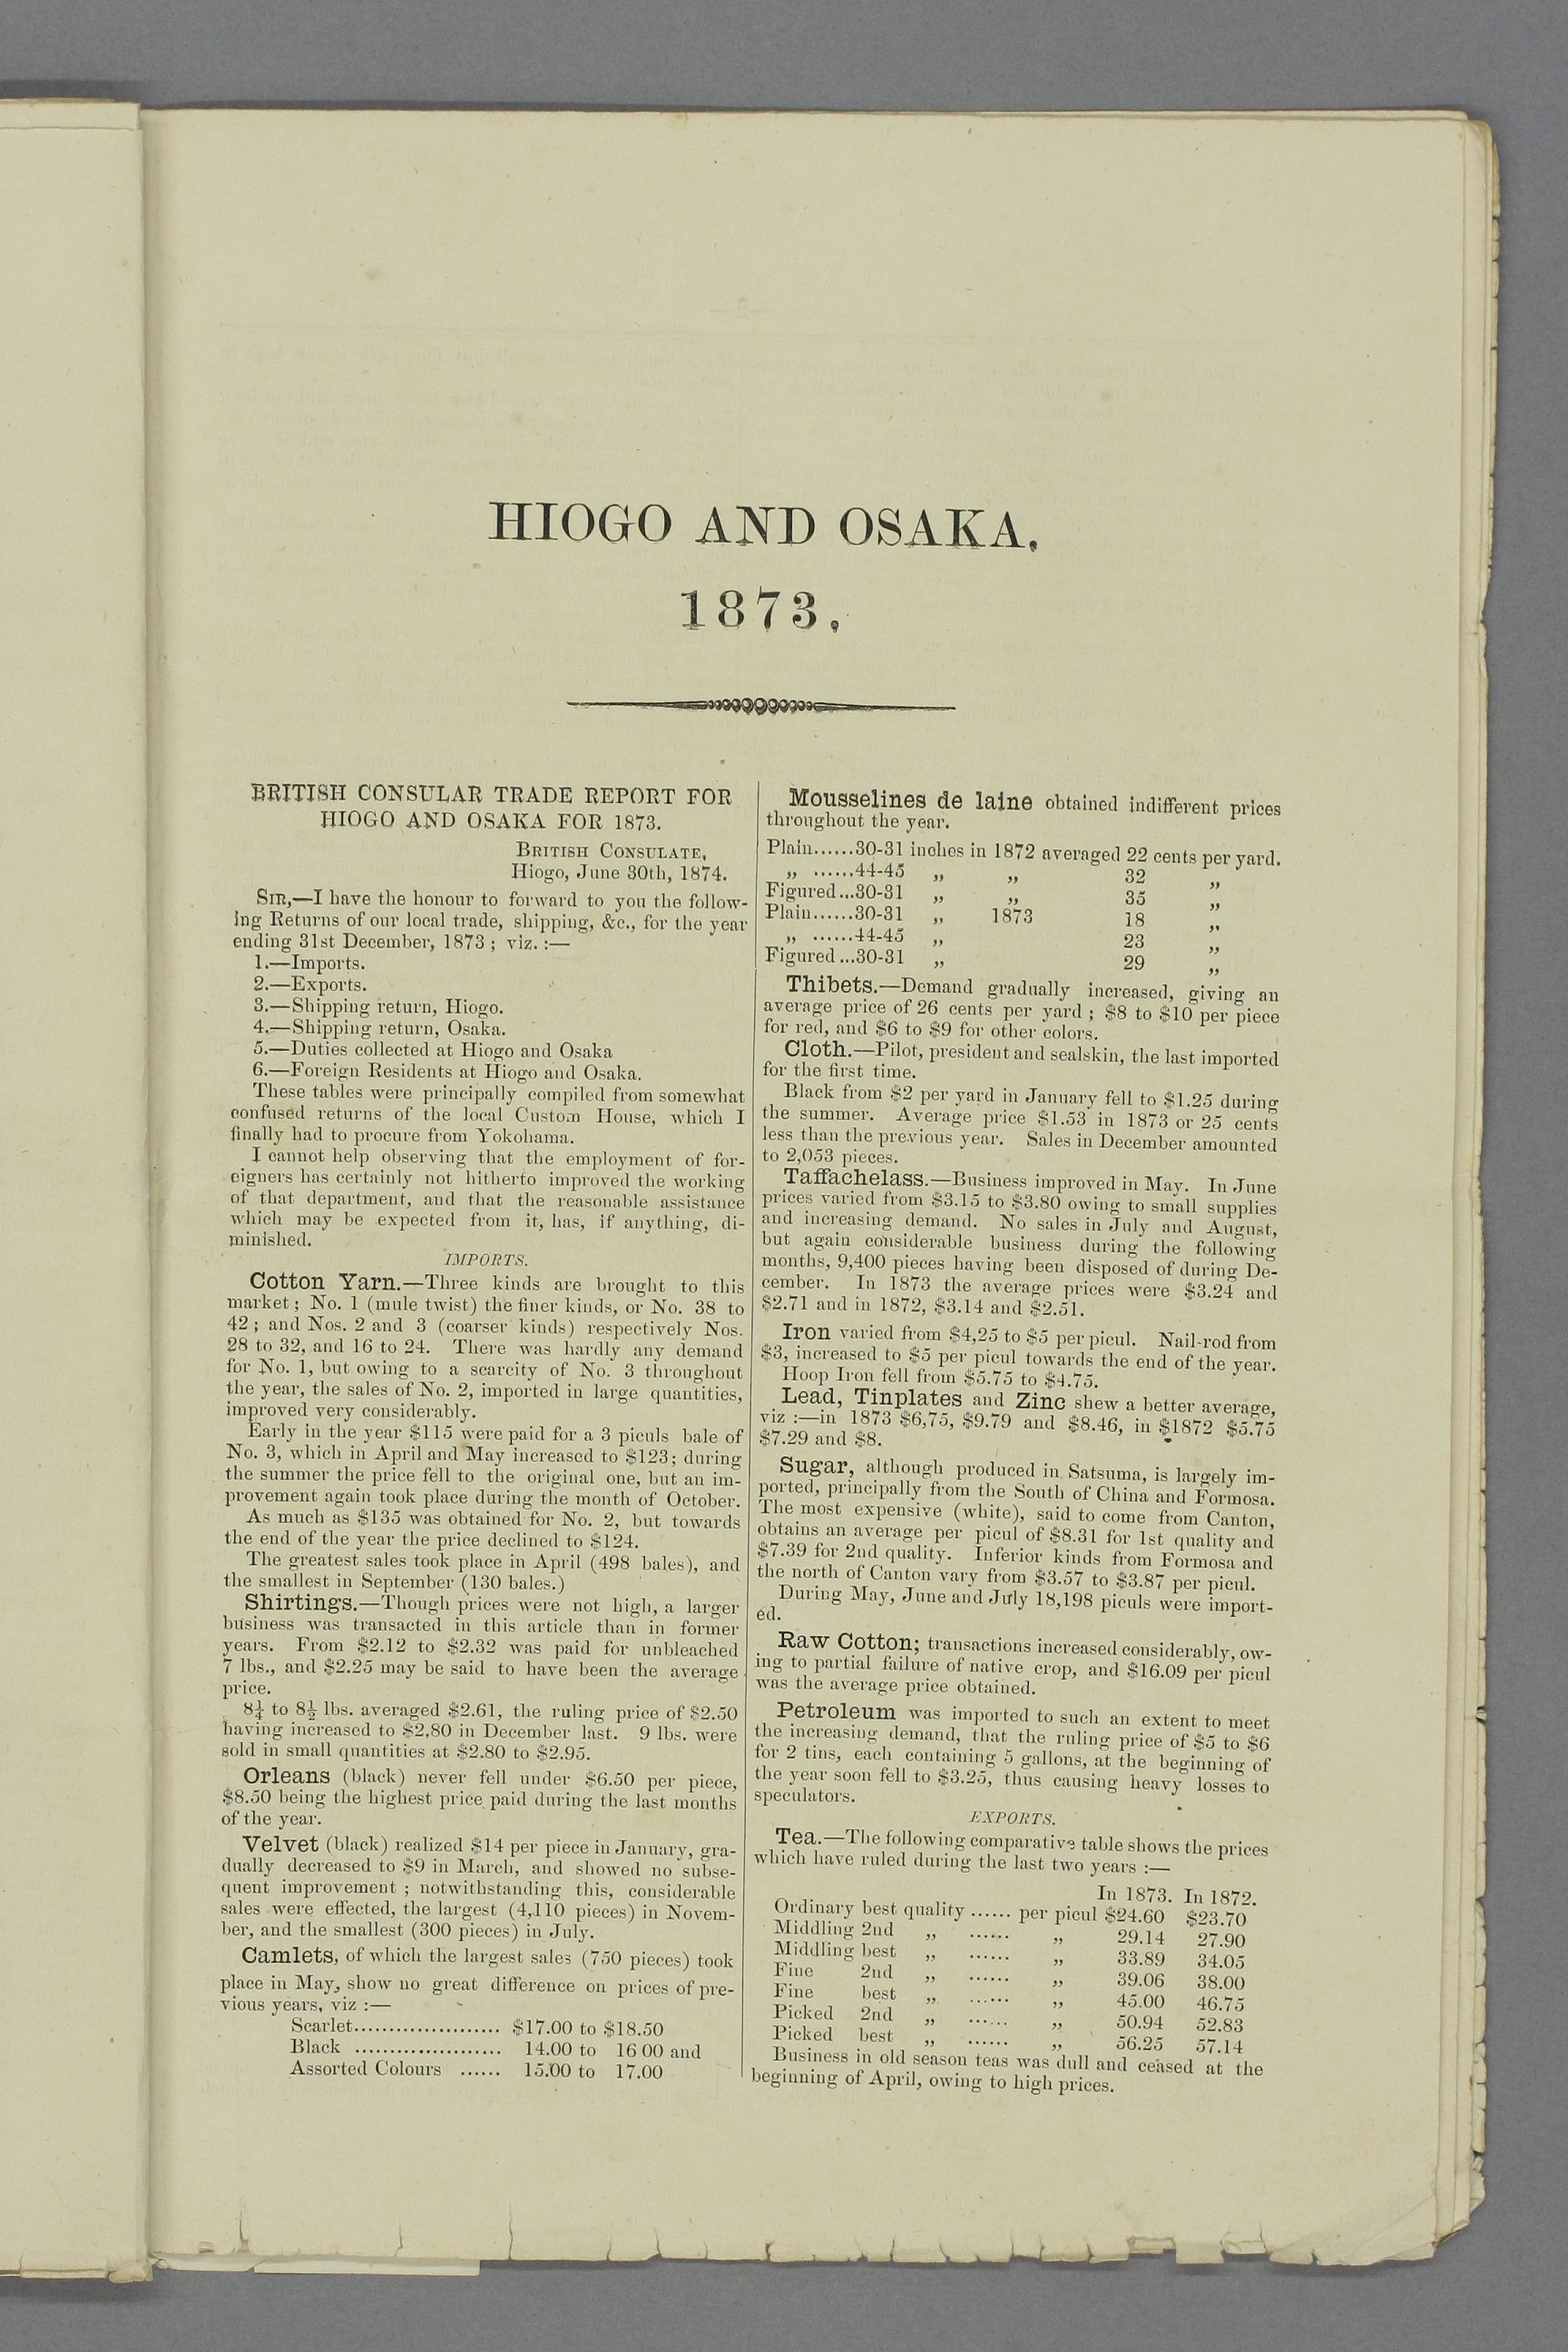 HIOGO AND OSAKA.
1873.
BRITISH CONSULAR TRADE REPORT FOR
HIOGO AND OSAKA FOR 1873.
BRITISH CONSULATE,
Hiogo, June 30th, 1874.
SIR,—I have the honour to forward to you the follow-
ing Returns of our local trade, shipping, &c., for the year
ending 31st December, 1873 ; viz. :—
1.—Imports.
2.—Exports.
3.—Shipping return, Hiogo.
4.—Shipping return, Osaka.
5.—Duties collected at Hiogo and Osaka
6.—Foreign Residents at Hiogo and Osaka.
These tables were principally compiled from somewhat
confused returns of the local Custom House, which I
finally had to procure from Yokohama.
I cannot help observing that the employment of for-
eigners has certainly not hitherto improved the working
of that department, and that the reasonable assistance
which may be expected from it, has, if anything, di-
minished.
IMPORTS.
Cotton Yarn.—Three kinds are brought to this
market ; No. 1 (mule twist) the finer kinds, or No. 38 to
42 ; and Nos. 2 and 3 (coarser kinds) respectively Nos.
28 to 32, and 16 to 24. There was hardly any demand
for No. 1, but owing to a scarcity of No. 3 throughout
the year, the sales of No. 2, imported in large quantities,
improved very considerably.
Early in the year $115 were paid for a 3 piculs bale of
No. 3, which in April and May increased to $123; during
the summer the price fell to the original one, but an im-
provement again took place during the month of October.
As much as $135 was obtained for No. 2, but towards
the end of the year the price declined to $124.
The greatest sales took place in April (498 bales), and
the smallest in September (130 bales.)
Shirtings.—Though prices were not high, a larger
business was transacted in this article than in former
years. From $2.12 to $2.32 was paid for unbleached
7 lbs., and $2.25 may be said to have been the average
price.
8¼ to 8½ lbs. averaged $2.61, the ruling price of $2.50
having increased to $2,80 in December last. 9 lbs. were
sold in small quantities at $2.80 to $2.95.
Orleans (black) never fell under $6.50 per piece,
$8.50 being the highest price paid during the last months
of the year.
Velvet (black) realized $14 per piece in January, gra-
dually decreased to $9 in March, and showed no subse-
quent improvement ; notwithstanding this, considerable
sales were effected, the largest (4,110 pieces) in Novem-
ber, and the smallest (300 pieces) in July.
Camlets, of which the largest sales (750 pieces) took
place in May, show no great difference on prices of pre-
vious years, viz :—
Scarlet..................... $17.00 to $18.50
Black ..................... 14.00 to 16 00 and
Assorted Colours ...... 15.00 to 17.00
Mousselines de laine obtained indifferent prices
throughout the year.
Plain......30-31 inches in 1872 averaged 22 cents per yard.
„ ......44-45 „ „ 32 „
Figured...30-31 „ „ 35 „
Plain......30-31 „ 1873 18 „
„ ......44-45 „ 23 „
Figured...30-31 „ 29 „
Thibets.—Demand gradually increased, giving an
average price of 26 cents per yard ; $8 to $10 per piece
for red, and $6 to $9 for other colors.
Cloth.—Pilot, president and sealskin, the last imported
for the first time.
Black from $2 per yard in January fell to $1.25 during
the summer. Average price $1.53 in 1873 or 25 cents
less than the previous year. Sales in December amounted
to 2,053 pieces.
Taffachelass.—Business improved in May. In June
prices varied from $3.15 to $3.80 owing to small supplies
and increasing demand. No sales in July and August,
but again considerable business during the following
months, 9,400 pieces having been disposed of during De-
cember. In 1873 the average prices were $3.24 and
$2.71 and in 1872, $3.14 and $2.51.
Iron varied from $4,25 to $5 per picul. Nail-rod from
$3, increased to $5 per picul towards the end of the year.
Hoop Iron fell from $5.75 to $4.75.
Lead, Tinplates and Zinc shew a better average,
viz :—in 1873 $6,75, $9.79 and $8.46, in $1872 $5.75
$7.29 and $8.
Sugar, although produced in Satsuma, is largely im-
ported, principally from the South of China and Formosa.
The most expensive (white), said to come from Canton,
obtains an average per picul of $8.31 for 1st quality and
$7.39 for 2nd quality. Inferior kinds from Formosa and
the north of Canton vary from $3.57 to $3.87 per picul.
During May, June and July 18,198 piculs were import-
ed.
Raw Cotton; transactions increased considerably, ow-
ing to partial failure of native crop, and $16.09 per picul
was the average price obtained.
Petroleum was imported to such an extent to meet
the increasing demand, that the ruling price of $5 to $6
for 2 tins, each containing 5 gallons, at the beginning of
the year soon fell to $3.25, thus causing heavy losses to
speculators.
EXPORTS.
Tea.—The following comparative table shows the prices
which have ruled during the last two years :—
In 1873. In 1872.
Ordinary best quality ...... per picul $24.60 $23.70
Middling 2nd „ ...... „ 29.14 27.90
Middling best „ ...... „ 33.89 34.05
Fine 2nd „ ...... „ 39.06 38.00
Fine best „ ...... „ 45.00 46.75
Picked 2nd „ ...... „ 50.94 52.83
Picked best „ ...... „ 56.25 57.14
Business in old season teas was dull and ceased at the
beginning of April, owing to high prices.